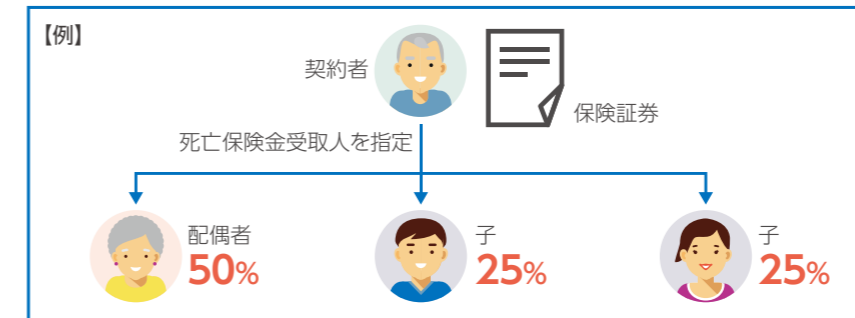 【例】
契約者
保険証券
死亡保険金受取人を指定
配偶者
50%
子
25%
子
25%